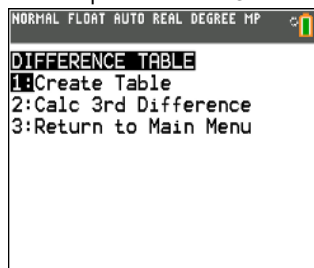 NORMAL FLOAT AUTO REAL DEGREE MP
DIFFERENCE TABLE
1:Create Table
2:Calc 3rd Difference
3:Return to Main Menu